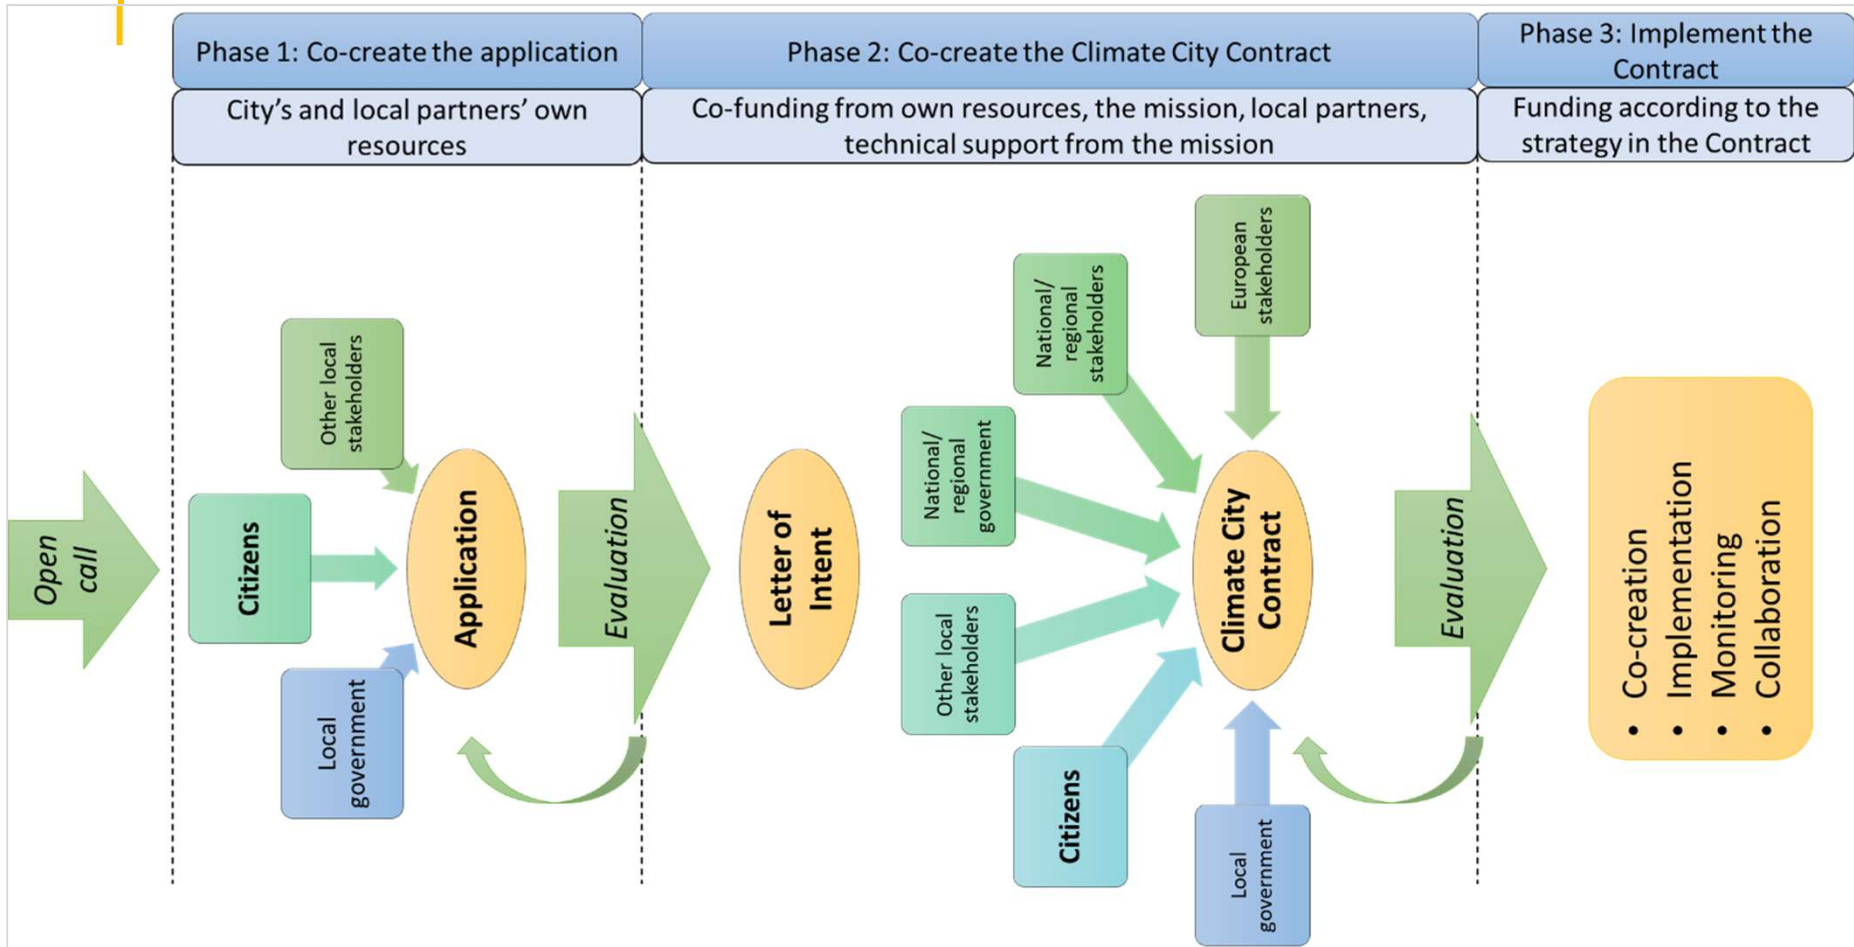 Phase 1: Co-create the application
City's and local partners' own
resources
Phase 2: Co-create the Climate City Contract
Co-funding from own resources, the mission, local partners,
technical support from the mission
Phase 3: Implement the
Contract
Funding according to the
strategy in the Contract
Open
call
Other local
stakeholders
Citizens
Local
government
Application
Evaluation
Letter of
Intent
European
stakeholders
National/
regional
stakeholders
National/
regional
government
Other local
stakeholders
Citizens
Local
government
Climate City
Contract
Evaluation
• Co-creation
• Implementation
• Monitoring
• Collaboration